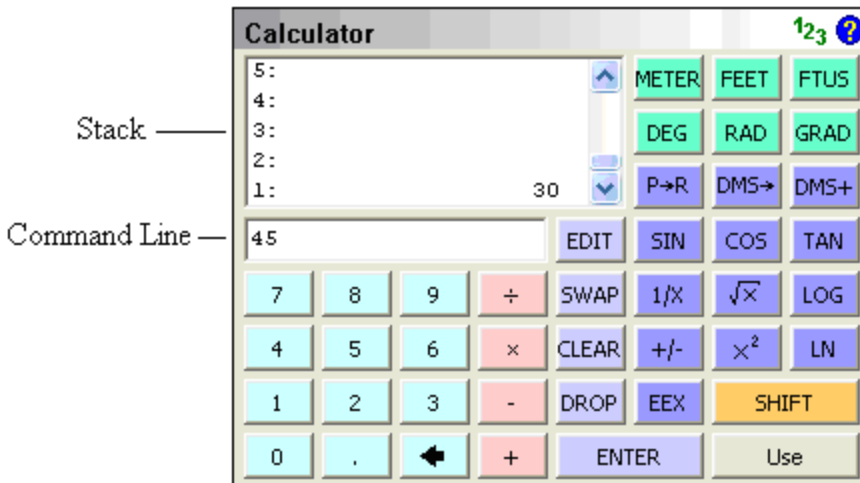 Calculator 123 ?
5: METER FEET FTUS
4:
Stack 3: DEG RAD GRAD
2:
1: 30 P→R DMS→ DMS+
Command Line 45 EDIT SIN COS TAN
7 8 9 ÷ SWAP 1/X √x LOG
4 5 6 × CLEAR +/- x² LN
1 2 3 - DROP EEX SHIFT
0 . + ENTER Use